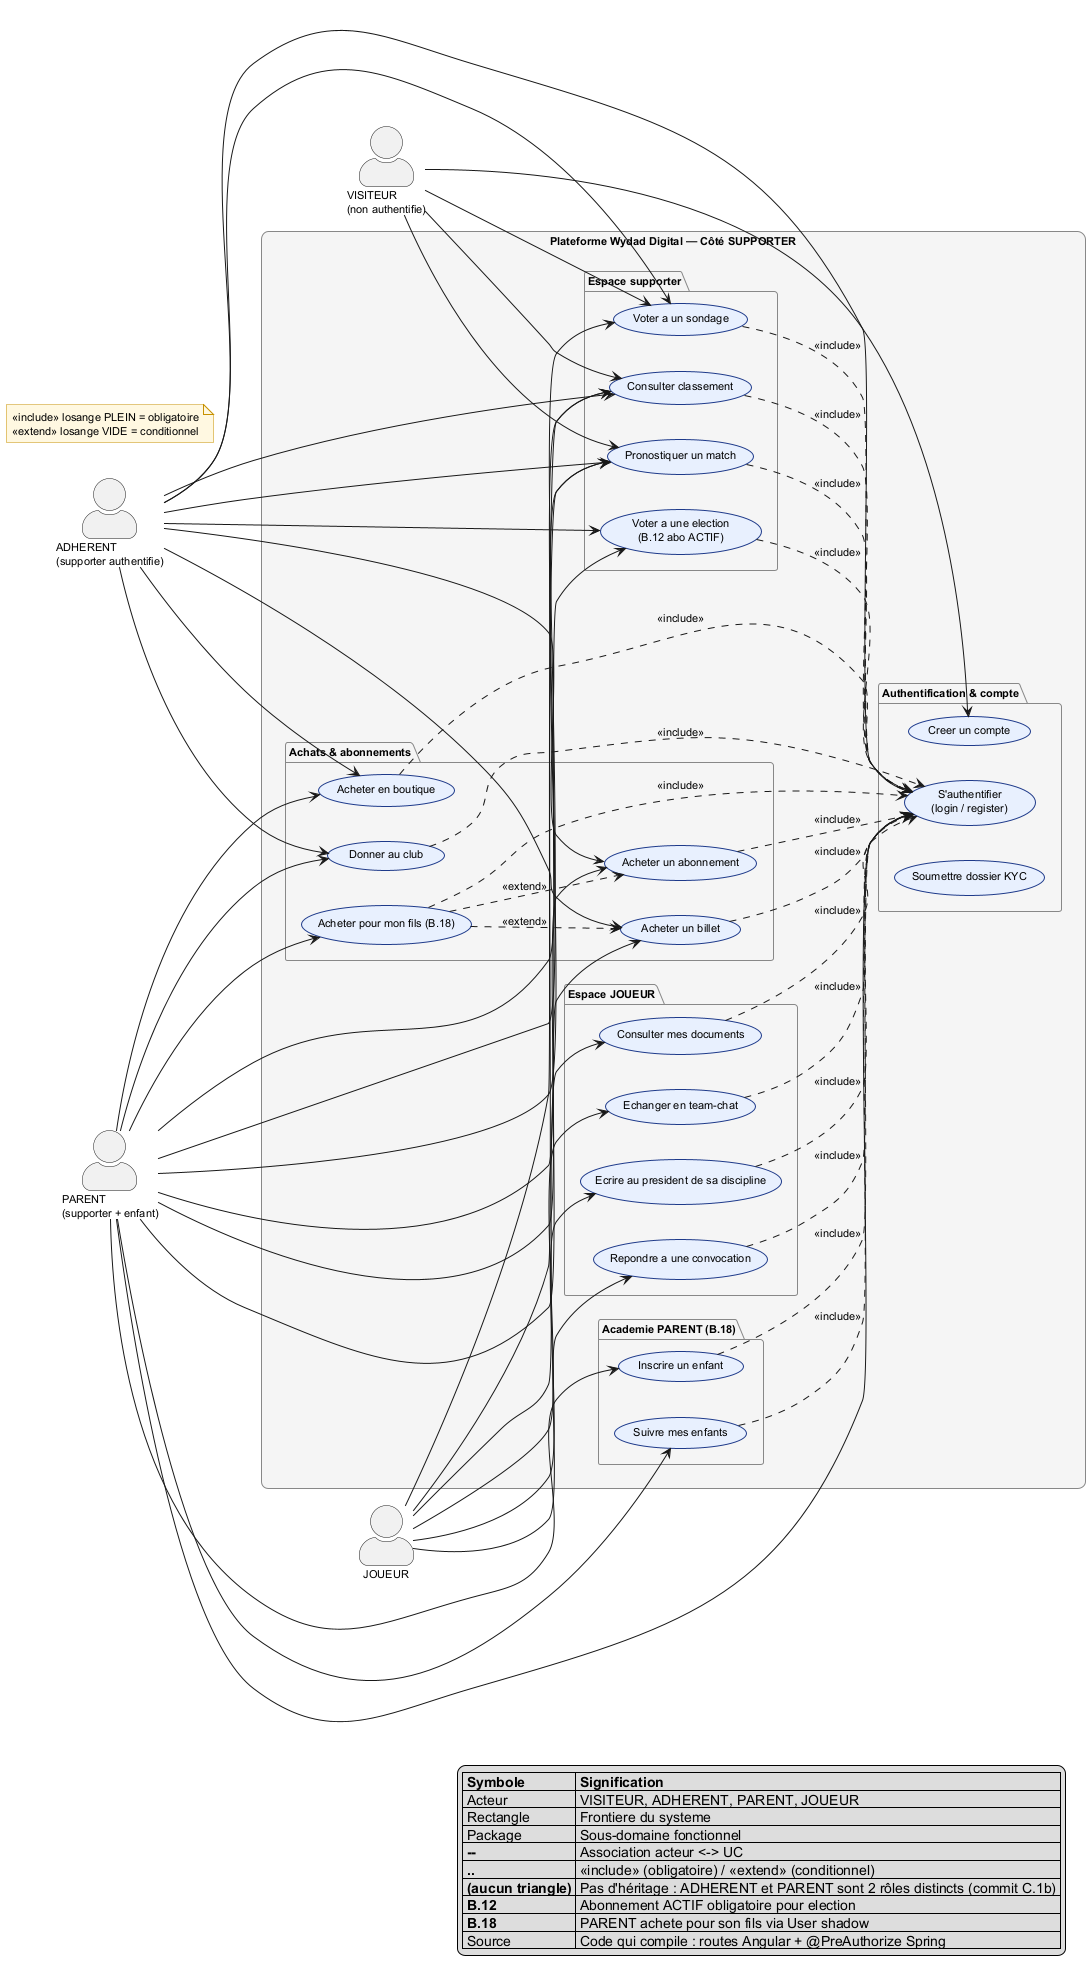 VISITEUR
(non authentifie)
Plateforme Wydad Digital — Côté SUPPORTER
Espace supporter
Voter a un sondage
«include»
Consulter classement
«include»
«include» losange PLEIN = obligatoire
«extend» losange VIDE = conditionnel
Pronostiquer un match
«include»
ADHERENT
(supporter authentifie)
Voter a une election
(B.12 abo ACTIF)
«include»
«include»
Authentification & compte
Creer un compte
«include»
Achats & abonnements
Acheter en boutique
«include»
S'authentifier
(login / register)
«include»
Donner au club
Acheter un abonnement
«include»
Soumettre dossier KYC
«extend»
Acheter pour mon fils (B.18)
«extend»
Acheter un billet
«include»
Espace JOUEUR
«include»
Consulter mes documents
«include»
Echanger en team-chat
«include»
Ecrire au president de sa discipline
PARENT
(supporter + enfant)
«include»
Repondre a une convocation
«include»
Academie PARENT (B.18)
«include»
Inscrire un enfant
Suivre mes enfants
JOUEUR
Symbole Signification
Acteur VISITEUR, ADHERENT, PARENT, JOUEUR
Rectangle Frontiere du systeme
Package Sous-domaine fonctionnel
-- Association acteur <-> UC
.. «include» (obligatoire) / «extend» (conditionnel)
(aucun triangle) Pas d'héritage : ADHERENT et PARENT sont 2 rôles distincts (commit C.1b)
B.12 Abonnement ACTIF obligatoire pour election
B.18 PARENT achete pour son fils via User shadow
Source Code qui compile : routes Angular + @PreAuthorize Spring